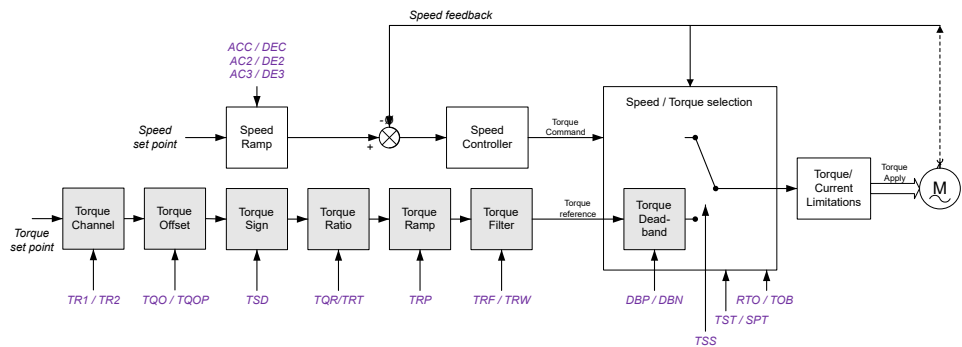 Speed feedback
ACC / DEC
AC2 / DE2
AC3 / DE3
Speed / Torque selection
Speed
set point
Speed
Ramp
-
+
Speed
Controller
Torque
Command
Torque/
Current
Limitations
Torque
Apply
M
Torque
set point
Torque
Channel
Torque
Offset
Torque
Sign
Torque
Ratio
Torque
Ramp
Torque
Filter
Torque
reference
Torque
Dead-
band
TR1 / TR2
TQO / TQOP
TSD
TQR/TRT
TRP
TRF / TRW
DBP / DBN
RTO / TOB
TST / SPT
TSS